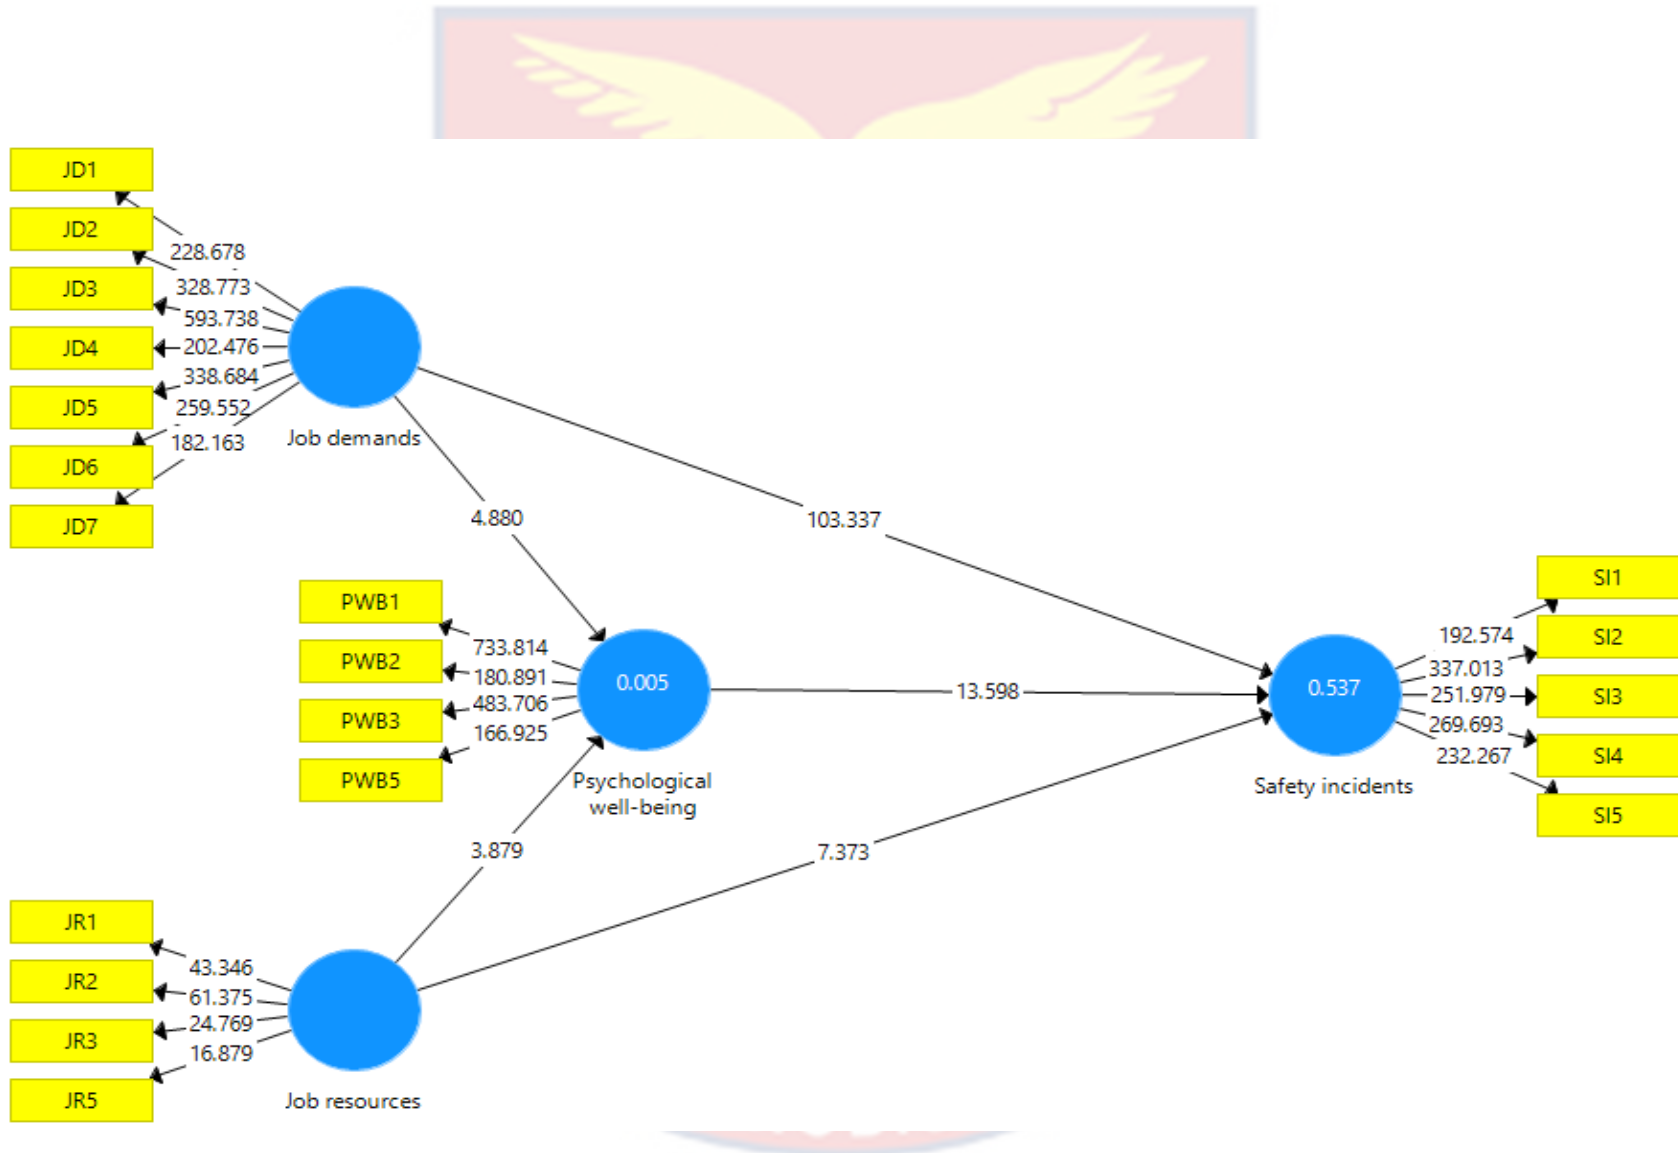 JD1
JD2
JD3
JD4
JD5
JD6
JD7
228.678
328.773
593.738
202.476
338.684
259.552
182.163
Job demands
4.880
103.337
PWB1
PWB2
PWB3
PWB5
733.814
180.891
483.706
166.925
0.005
Psychological
well-being
13.598
0.537
Safety incidents
192.574
337.013
251.979
269.693
232.267
SI1
SI2
SI3
SI4
SI5
3.879
7.373
JR1
JR2
JR3
JR5
43.346
61.375
24.769
16.879
Job resources